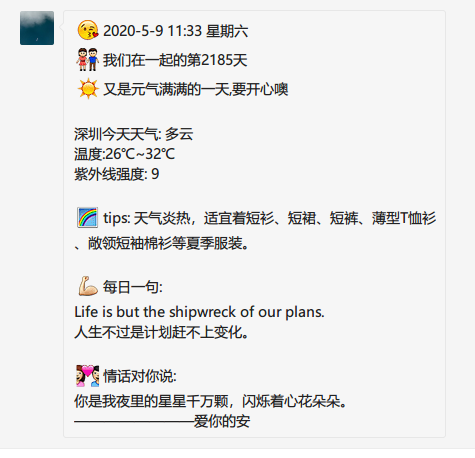 2020-5-9 11:33 星期六
我们在一起的第2185天
又是元气满满的一天,要开心噢
深圳今天天气: 多云
温度:26℃~32℃
紫外线强度: 9
tips: 天气炎热，适宜着短衫、短裙、短裤、薄型T恤衫
、敞领短袖棉衫等夏季服装。
每日一句:
Life is but the shipwreck of our plans.
人生不过是计划赶不上变化。
情话对你说:
你是我夜里的星星千万颗，闪烁着心花朵朵。
————————爱你的安